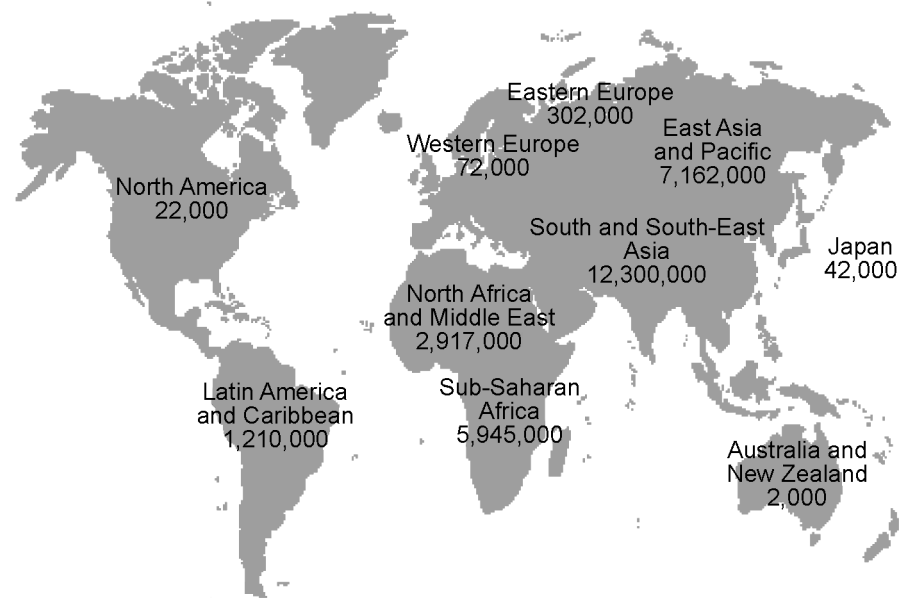 Eastern Europe
302,000
East Asia
and Pacific
7,162,000
Western Europe
72,000
North America
22,000
South and South-East
Asia
12,300,000
Japan
42,000
North Africa
and Middle East
2,917,000
Latin America
and Caribbean
1,210,000
Sub-Saharan
Africa
5,945,000
Australia and
New Zealand
2,000